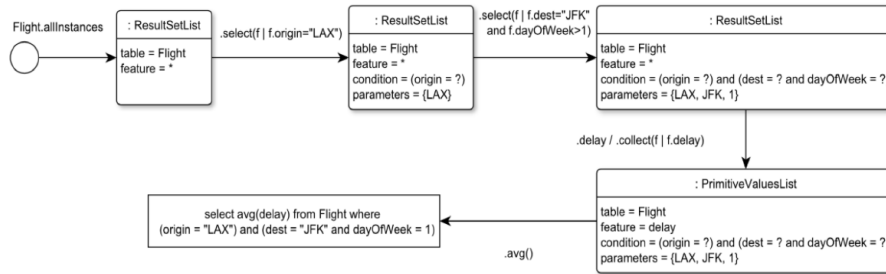 Flight.allInstances
: ResultSetList
table = Flight
feature = *
.select(f | f.origin="LAX")
: ResultSetList
table = Flight
feature = *
condition = (origin = ?)
parameters = {LAX}
.select(f | f.dest="JFK"
and f.dayOfWeek>1)
: ResultSetList
table = Flight
feature = *
condition = (origin = ?) and (dest = ? and dayOfWeek = ?
parameters = {LAX, JFK, 1}
.delay / .collect(f | f.delay)
: PrimitiveValuesList
table = Flight
feature = delay
condition = (origin = ?) and (dest = ? and dayOfWeek = ?
parameters = {LAX, JFK, 1}
.avg()
select avg(delay) from Flight where
(origin = "LAX") and (dest = "JFK" and dayOfWeek = 1)